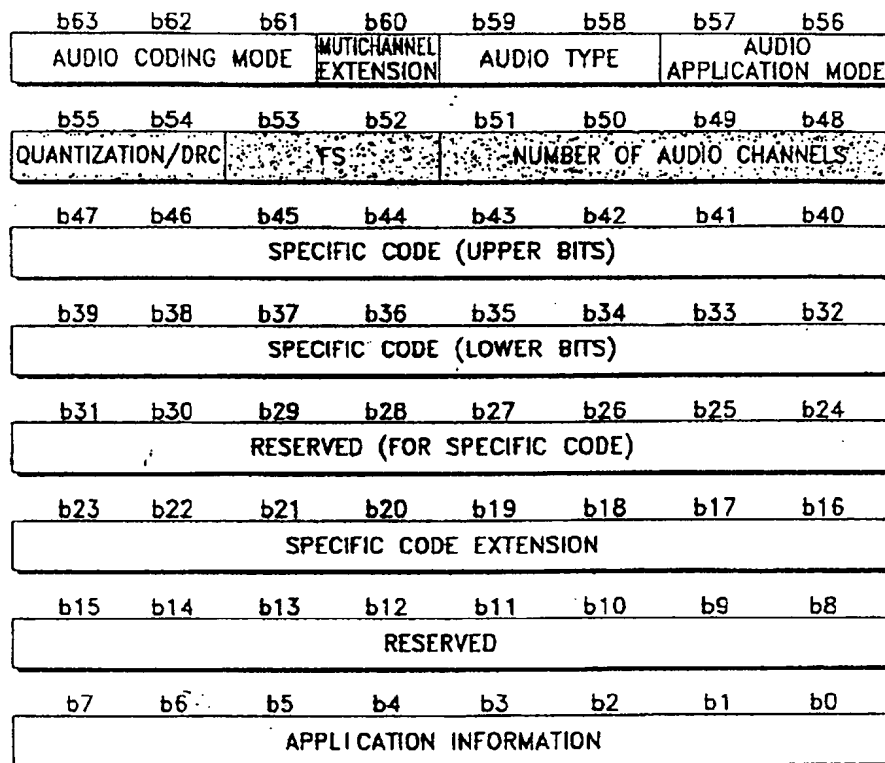 b63 b62 b61 b60 b59 b58 b57 b56
AUDIO CODING MODE MUTICHANNEL EXTENSION AUDIO TYPE AUDIO APPLICATION MODE
b55 b54 b53 b52 b51 b50 b49 b48
QUANTIZATION/DRC FS NUMBER OF AUDIO CHANNELS
b47 b46 b45 b44 b43 b42 b41 b40
SPECIFIC CODE (UPPER BITS)
b39 b38 b37 b36 b35 b34 b33 b32
SPECIFIC CODE (LOWER BITS)
b31 b30 b29 b28 b27 b26 b25 b24
RESERVED (FOR SPECIFIC CODE)
b23 b22 b21 b20 b19 b18 b17 b16
SPECIFIC CODE EXTENSION
b15 b14 b13 b12 b11 b10 b9 b8
RESERVED
b7 b6 b5 b4 b3 b2 b1 b0
APPLICATION INFORMATION